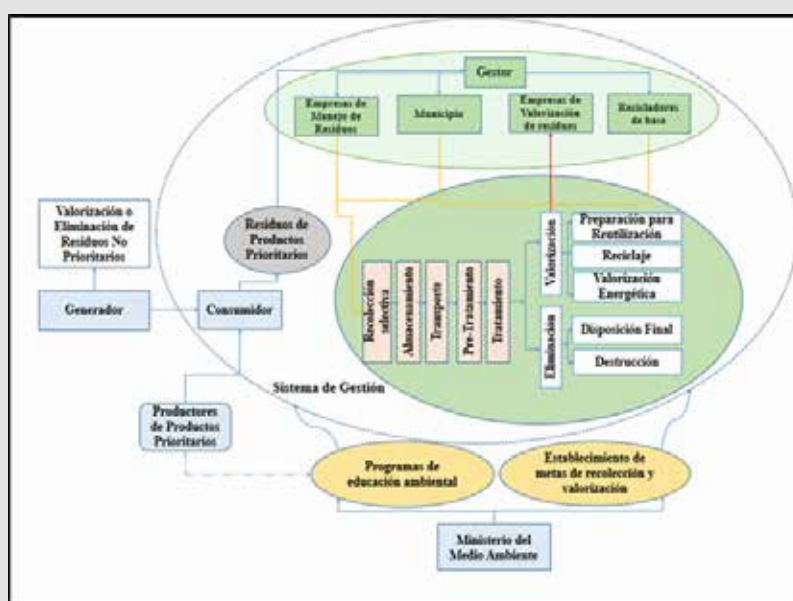 Gestor
Empresas de
Manejo de
Residuos
Municipio
Empresas de
Valorización
de residuos
Recicladores
de base
Valorización o
Eliminación de
Residuos No
Prioritarios
Residuos de
Productos
Prioritarios
Generador
Consumidor
Recolección
selectiva
Almacenamiento
Transporte
Pre-Tratamiento
Tratamiento
Valorización
Preparación para
Reutilización
Reciclaje
Valorización
Energética
Eliminación
Disposición Final
Destrucción
Sistema de Gestión
Productores
de Productos
Prioritarios
Programas de
educación ambiental
Establecimiento de
metas de recolección y
valorización
Ministerio del
Medio Ambiente